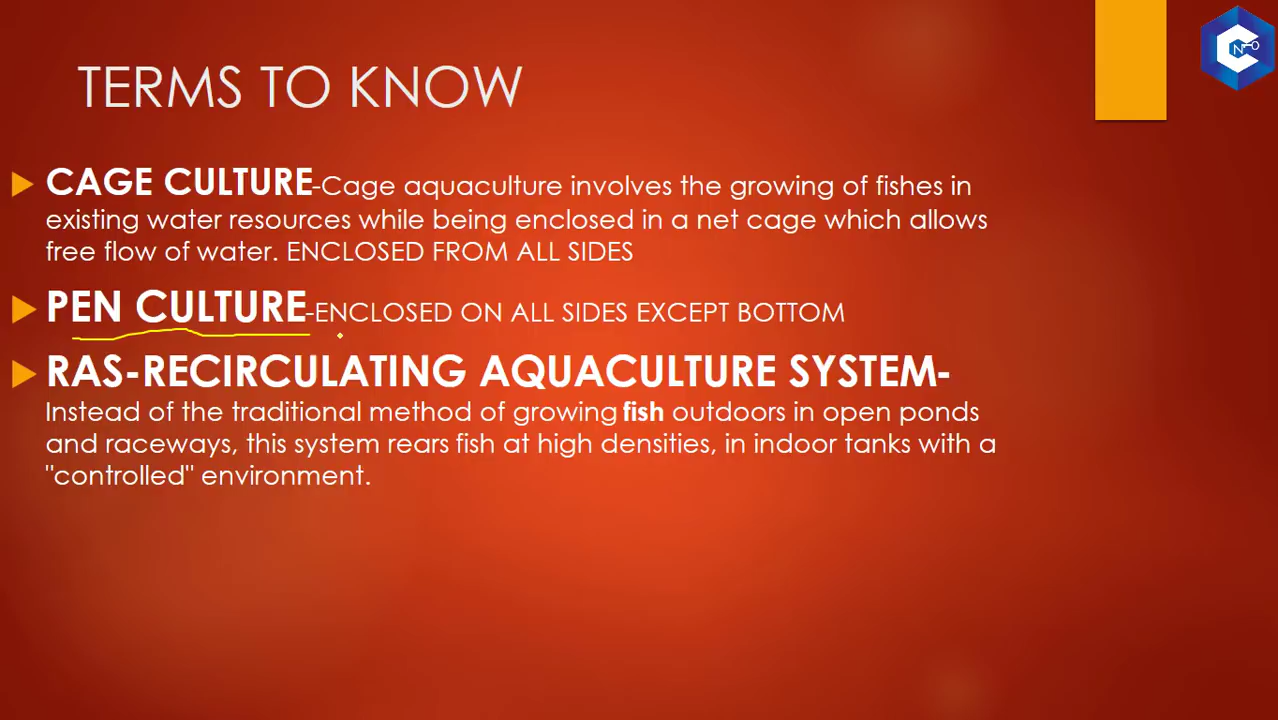 TERMS TO KNOW
CAGE CULTURE-Cage aquaculture involves the growing of fishes in
existing water resources while being enclosed in a net cage which allows
free flow of water. ENCLOSED FROM ALL SIDES
PEN CULTURE-ENCLOSED ON ALL SIDES EXCEPT BOTTOM
RAS-RECIRCULATING AQUACULTURE SYSTEM-
Instead of the traditional method of growing fish outdoors in open ponds
and raceways, this system rears fish at high densities, in indoor tanks with a
"controlled" environment.
C
N